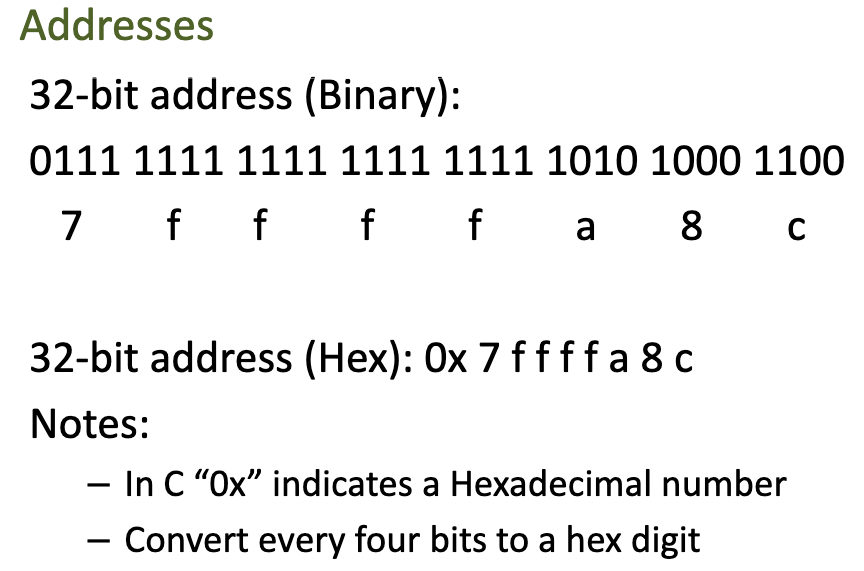 Addresses
32-bit address (Binary):
0111 1111 1111 1111 1111 1010 1000 1100
7 f f f f a 8 c
32-bit address (Hex): 0x 7 f f f f a 8 c
Notes:
– In C “0x” indicates a Hexadecimal number
– Convert every four bits to a hex digit